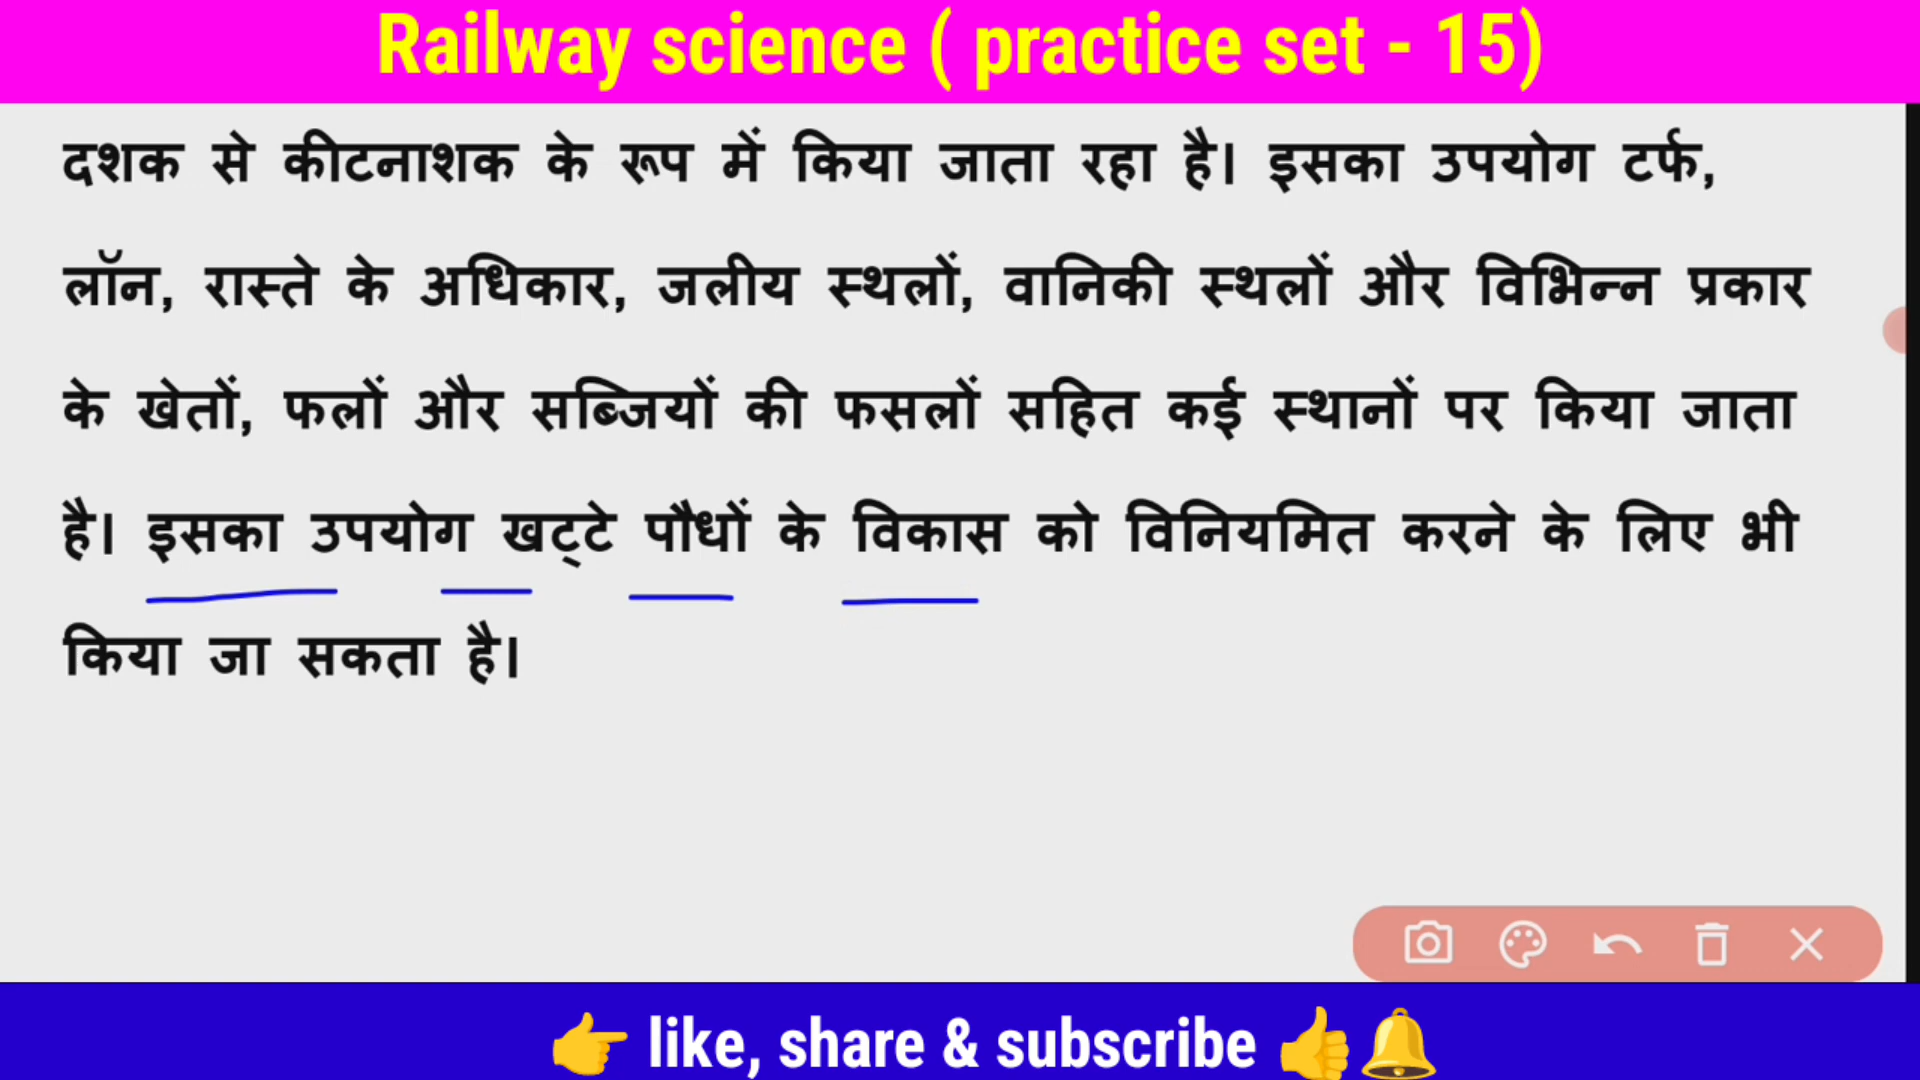 Railway science ( practice set - 15)
दशक से कीटनाशक के रूप में किया जाता रहा है। इसका उपयोग टर्फ,
लॉन, रास्ते के अधिकार, जलीय स्थलों, वानिकी स्थलों और विभिन्न प्रकार
के खेतों, फलों और सब्जियों की फसलों सहित कई स्थानों पर किया जाता
है। इसका उपयोग खट्टे पौधों के विकास को विनियमित करने के लिए भी
किया जा सकता है।
👉 like, share & subscribe 👍🔔